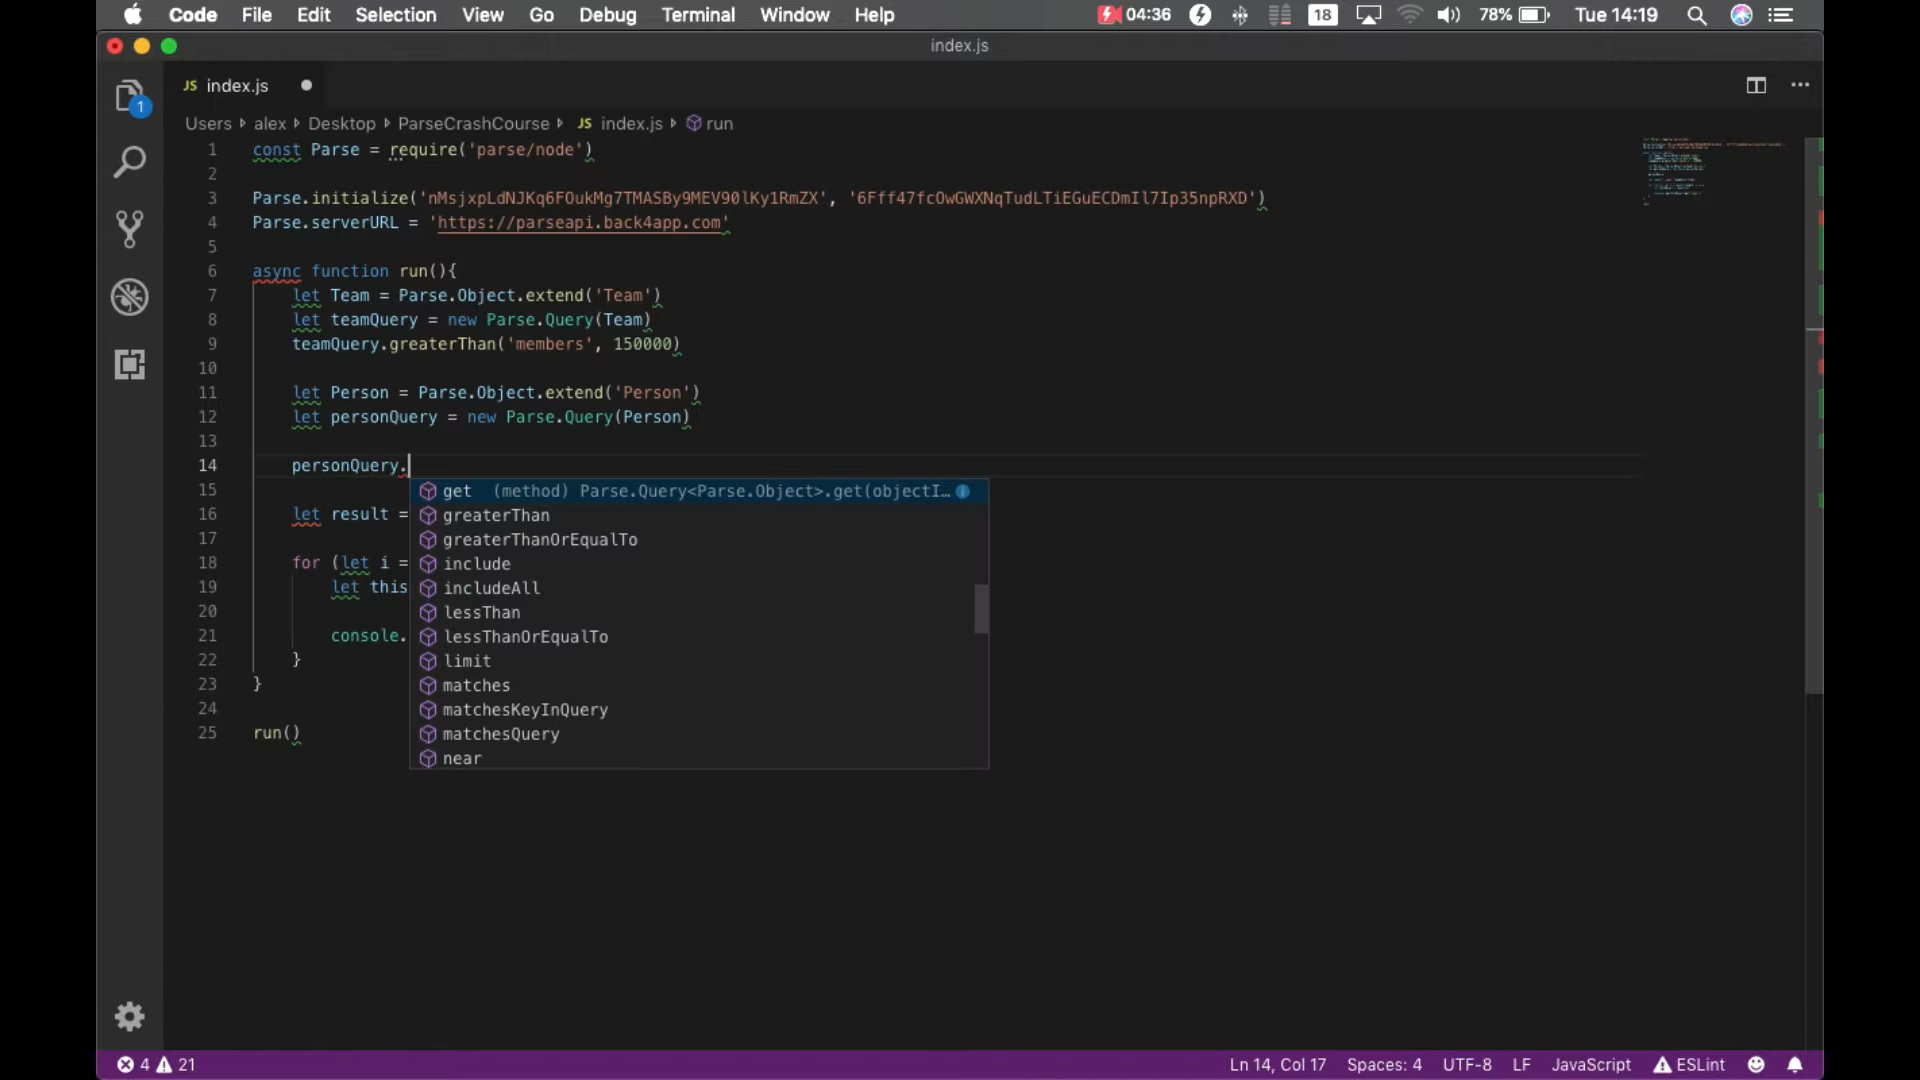 Code File Edit Selection View Go Debug Terminal Window Help 04:36 18 78% Tue 14:19
index.js
JS index.js
1
Users alex Desktop ParseCrashCourse JS index.js run
1 const Parse = require('parse/node')
2
3 Parse.initialize('nMsjxpLdNJKq6FOukMg7TMASBy9MEV90lKy1RmZX', '6Fff47fcOwGWXNqTudLTiEGuECDmIl7Ip35npRXD')
4 Parse.serverURL = 'https://parseapi.back4app.com'
5
6 async function run(){
7 let Team = Parse.Object.extend('Team')
8 let teamQuery = new Parse.Query(Team)
9 teamQuery.greaterThan('members', 150000)
10
11 let Person = Parse.Object.extend('Person')
12 let personQuery = new Parse.Query(Person)
13
14 personQuery.
15 get (method) Parse.Query<Parse.Object>.get(objectI…
16 let result = greaterThan
17 greaterThanOrEqualTo
18 for (let i = include
19 let this includeAll
20 lessThan
21 console. lessThanOrEqualTo
22 } limit
23 } matches
24 matchesKeyInQuery
25 run() matchesQuery
near
4 21 Ln 14, Col 17 Spaces: 4 UTF-8 LF JavaScript ESLint